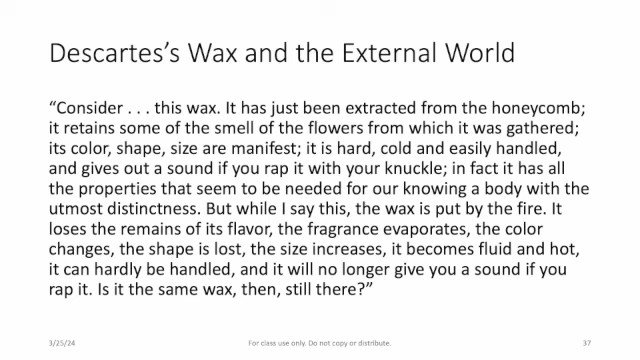 Descartes’s Wax and the External World
“Consider . . . this wax. It has just been extracted from the honeycomb;
it retains some of the smell of the flowers from which it was gathered;
its color, shape, size are manifest; it is hard, cold and easily handled,
and gives out a sound if you rap it with your knuckle; in fact it has all
the properties that seem to be needed for our knowing a body with the
utmost distinctness. But while I say this, the wax is put by the fire. It
loses the remains of its flavor, the fragrance evaporates, the color
changes, the shape is lost, the size increases, it becomes fluid and hot,
it can hardly be handled, and it will no longer give you a sound if you
rap it. Is it the same wax, then, still there?”
3/25/24
For class use only. Do not copy or distribute.
37